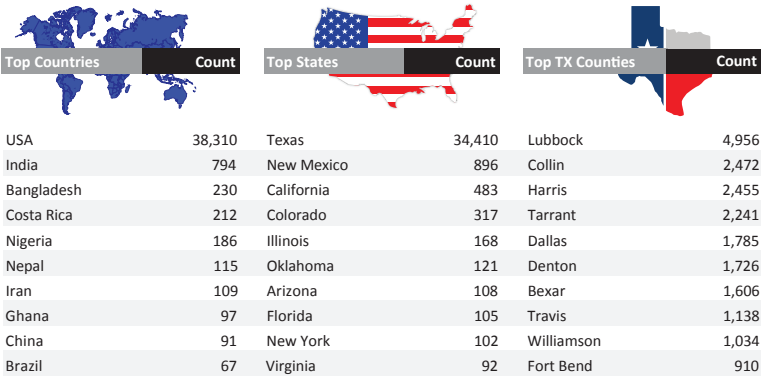 Top Countries Count Top States Count Top TX Counties Count
USA 38,310 Texas 34,410 Lubbock 4,956
India 794 New Mexico 896 Collin 2,472
Bangladesh 230 California 483 Harris 2,455
Costa Rica 212 Colorado 317 Tarrant 2,241
Nigeria 186 Illinois 168 Dallas 1,785
Nepal 115 Oklahoma 121 Denton 1,726
Iran 109 Arizona 108 Bexar 1,606
Ghana 97 Florida 105 Travis 1,138
China 91 New York 102 Williamson 1,034
Brazil 67 Virginia 92 Fort Bend 910